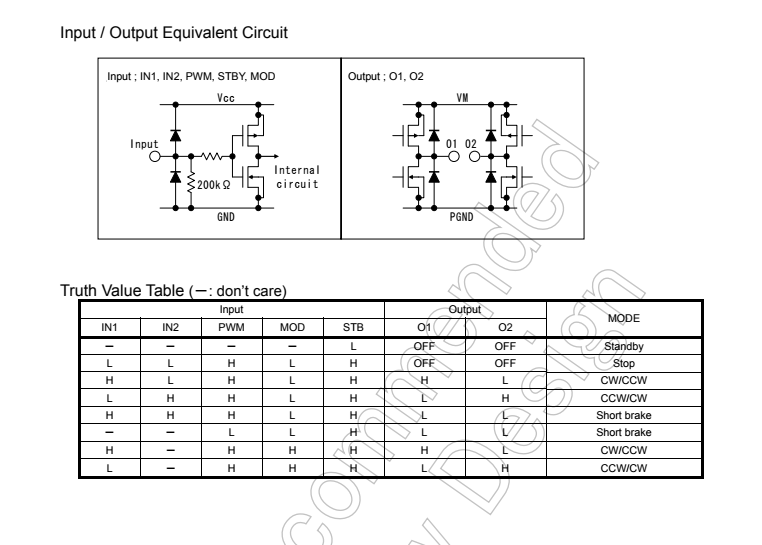 Input / Output Equivalent Circuit
Input ; IN1, IN2, PWM, STBY, MOD
Output ; O1, O2
Vcc
VM
Input
O1 O2
Internal
circuit
200kΩ
GND
PGND
Truth Value Table (－: don't care)
Input Output MODE
IN1 IN2 PWM MOD STB O1 O2
－ － － － L OFF OFF Standby
L L H L H OFF OFF Stop
H L H L H H L CW/CCW
L H H L H L H CCW/CW
H H H L H L L Short brake
－ － L L H L L Short brake
H － H H H H L CW/CCW
L － H H H L H CCW/CW
commended
w Design